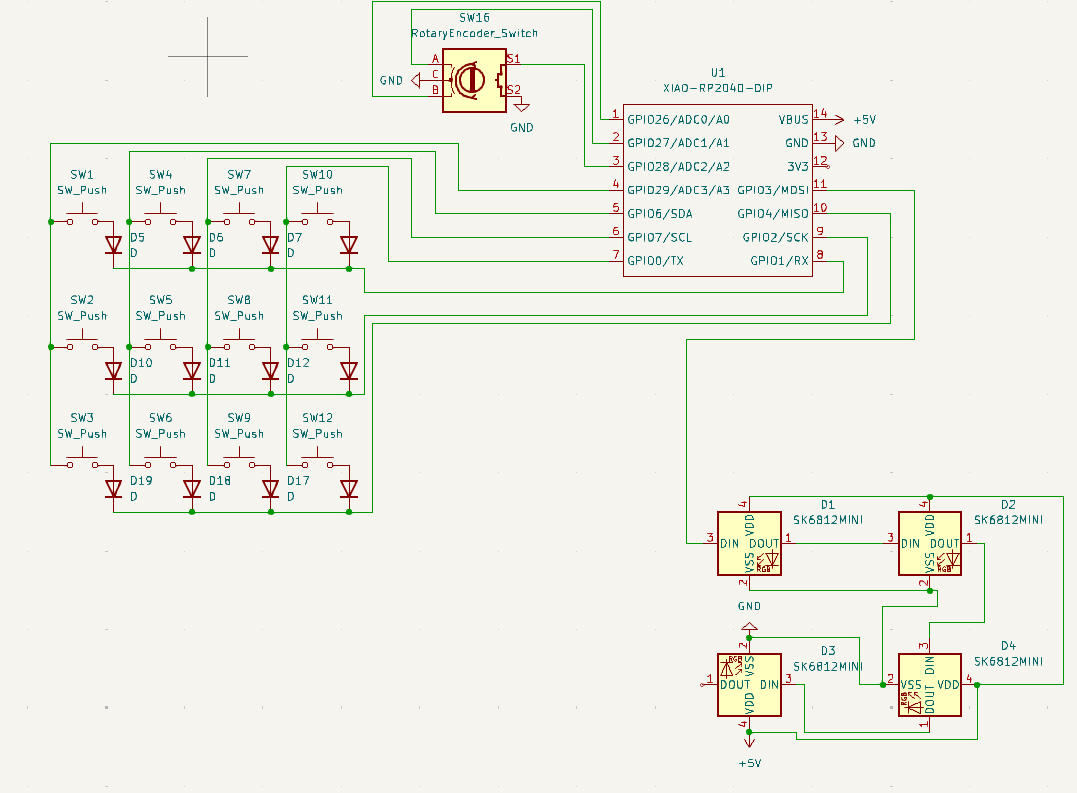 SW16
RotaryEncoder_Switch
A
S1
GND
C
B
S2
GND
U1
XIAO-RP2040-DIP
1
GPIO26/ADC0/A0
VBUS
14
+5V
2
GPIO27/ADC1/A1
GND
13
GND
3
GPIO28/ADC2/A2
3V3
12
4
GPIO29/ADC3/A3
GPIO3/MOSI
11
5
GPIO6/SDA
GPIO4/MISO
10
6
GPIO7/SCL
GPIO2/SCK
9
7
GPIO0/TX
GPIO1/RX
8
SW1
SW_Push
SW4
SW_Push
SW7
SW_Push
SW10
SW_Push
D5
D
D6
D
D7
D
SW2
SW_Push
SW5
SW_Push
SW8
SW_Push
SW11
SW_Push
D10
D
D11
D
D12
D
SW3
SW_Push
SW6
SW_Push
SW9
SW_Push
SW12
SW_Push
D19
D
D18
D
D17
D
D1
SK6812MINI
4
VDD
3
DIN
DOUT
1
VSS
RGB
2
D2
SK6812MINI
4
VDD
3
DIN
DOUT
1
VSS
RGB
2
GND
D3
SK6812MINI
2
RGB
VSS
1
DOUT
DIN
3
VDD
4
+5V
D4
SK6812MINI
3
DIN
2
VSS
VDD
4
RGB
DOUT
1